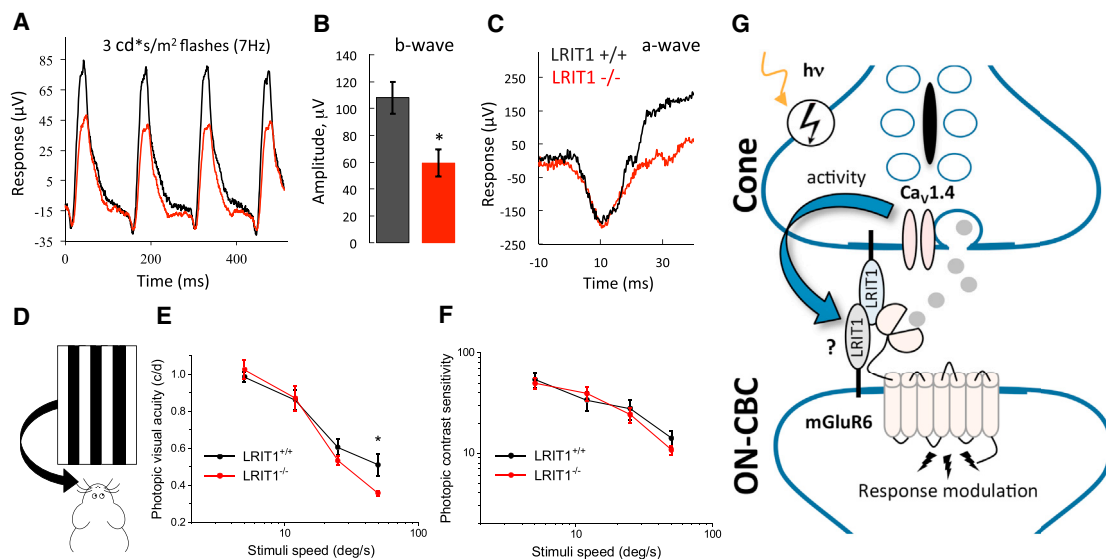 A
3 cd*s/m² flashes (7Hz)
Response (µV)
85
65
45
25
5
-15
-35
0
200
400
Time (ms)
B
b-wave
Amplitude, µV
140
120
100
80
60
40
20
0
*
C
a-wave
LRIT1 +/+
LRIT1 -/-
Response (µV)
250
150
50
-50
-150
-250
-10
10
30
Time (ms)
D
E
Photopic visual acuity (c/d)
1.0
0.8
0.6
0.4
0.2
*
LRIT1+/+
LRIT1-/-
10
100
Stimuli speed (deg/s)
F
Photopic contrast sensitivity
100
10
LRIT1+/+
LRIT1-/-
10
100
Stimuli speed (deg/s)
G
hν
Cone
activity
CaV1.4
LRIT1
LRIT1
?
mGluR6
ON-CBC
Response modulation